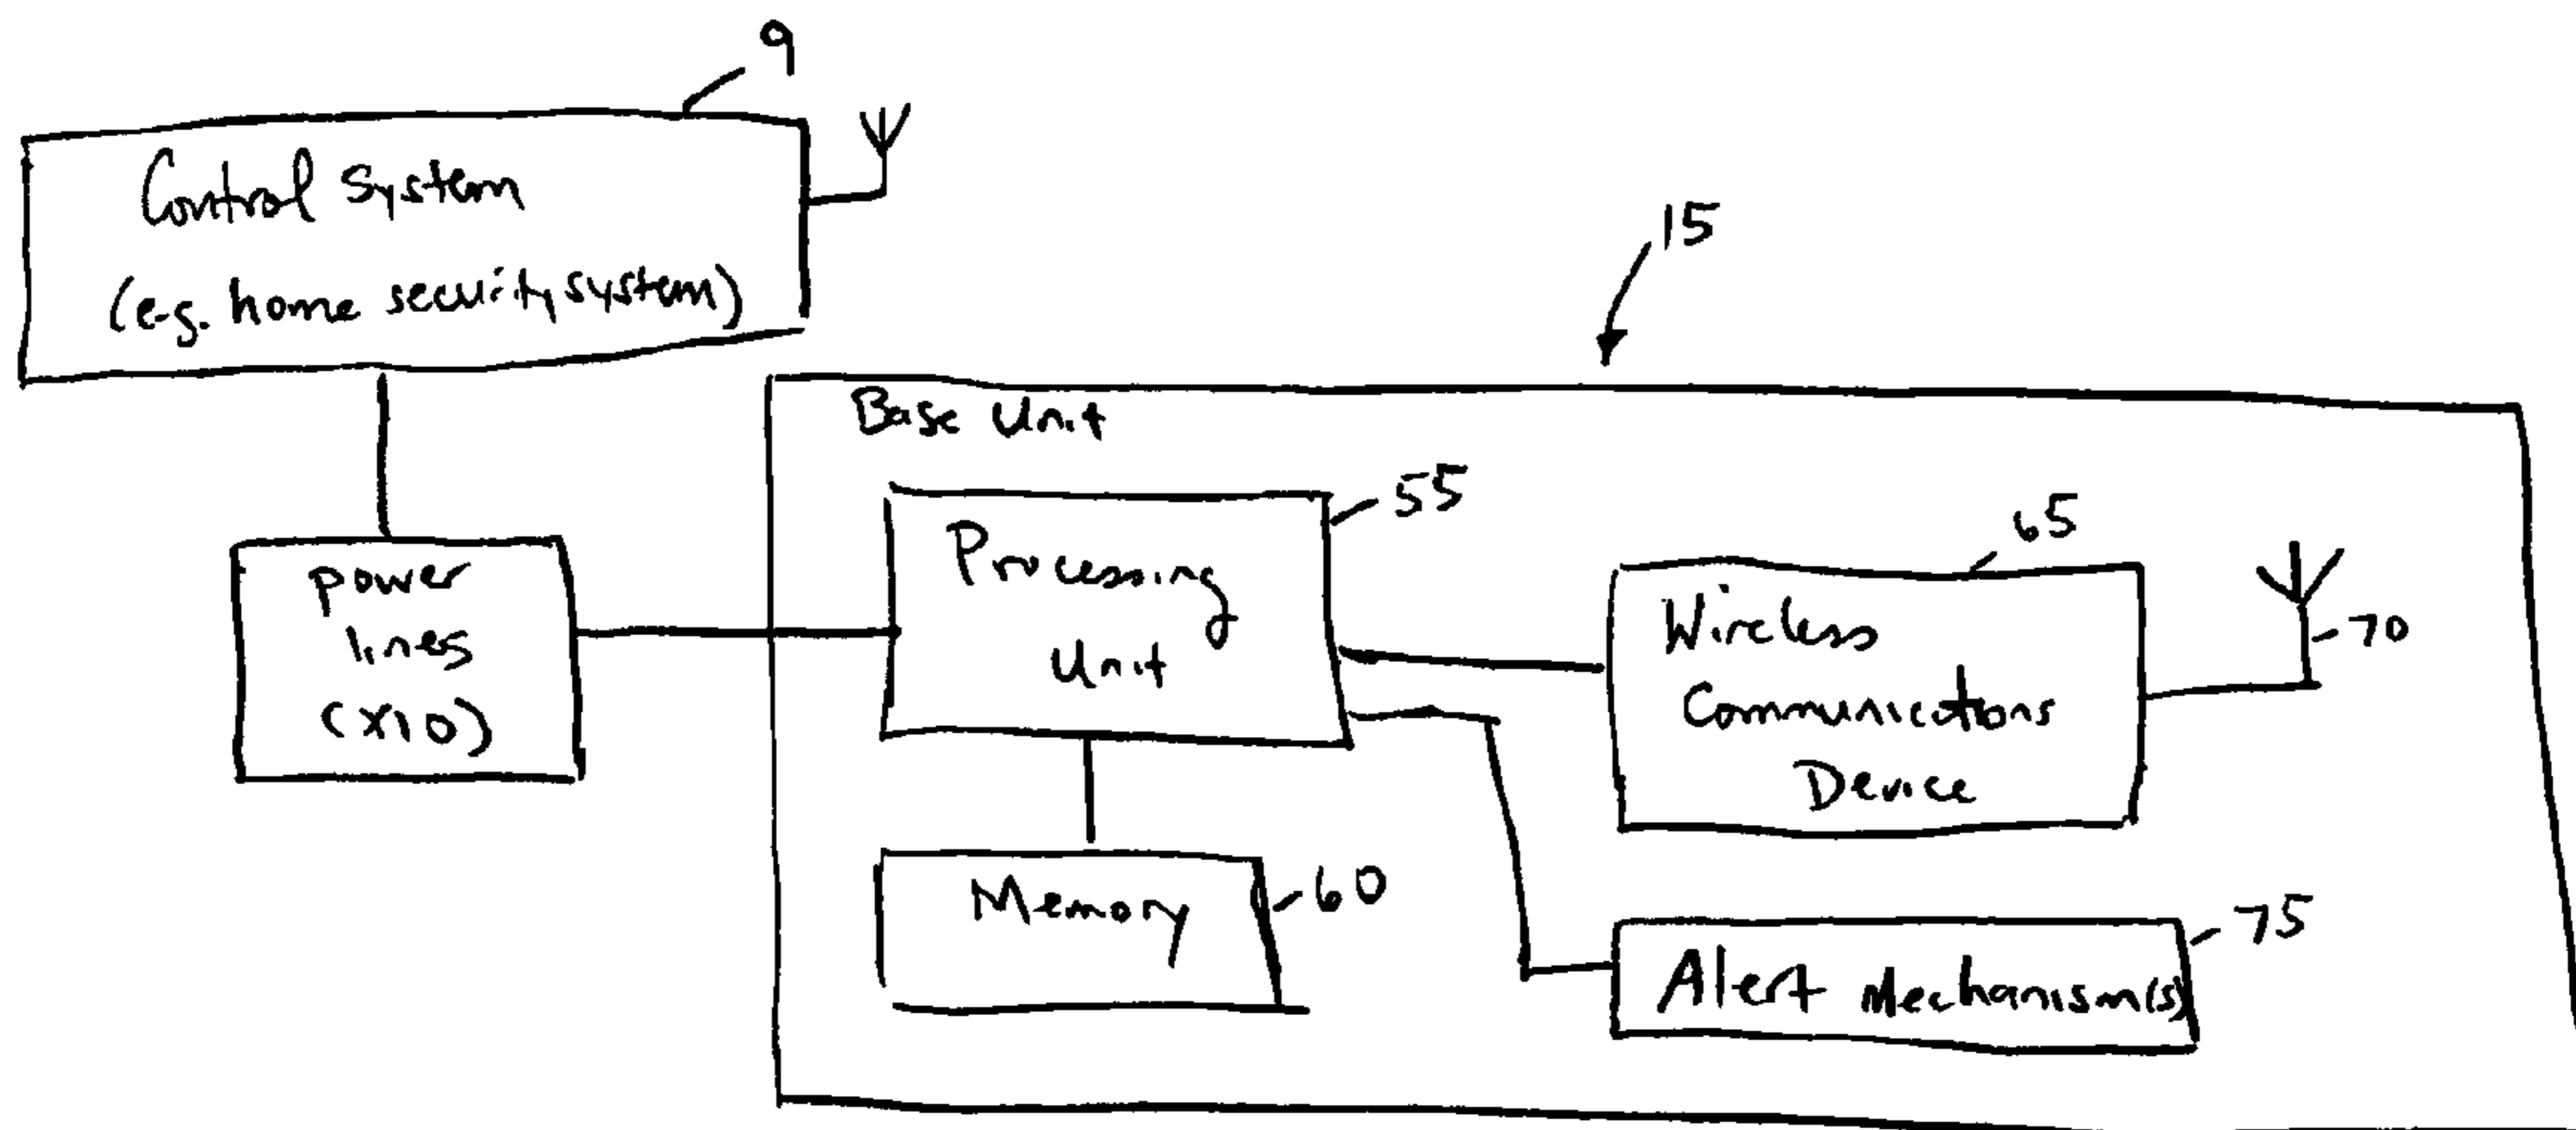 9
Control System
(e.g. home security system)
15
Base Unit
55
Processing
Unit
65
Wireless
Communications
Device
70
power
lines
(X10)
Memory
60
75
Alert Mechanism(s)